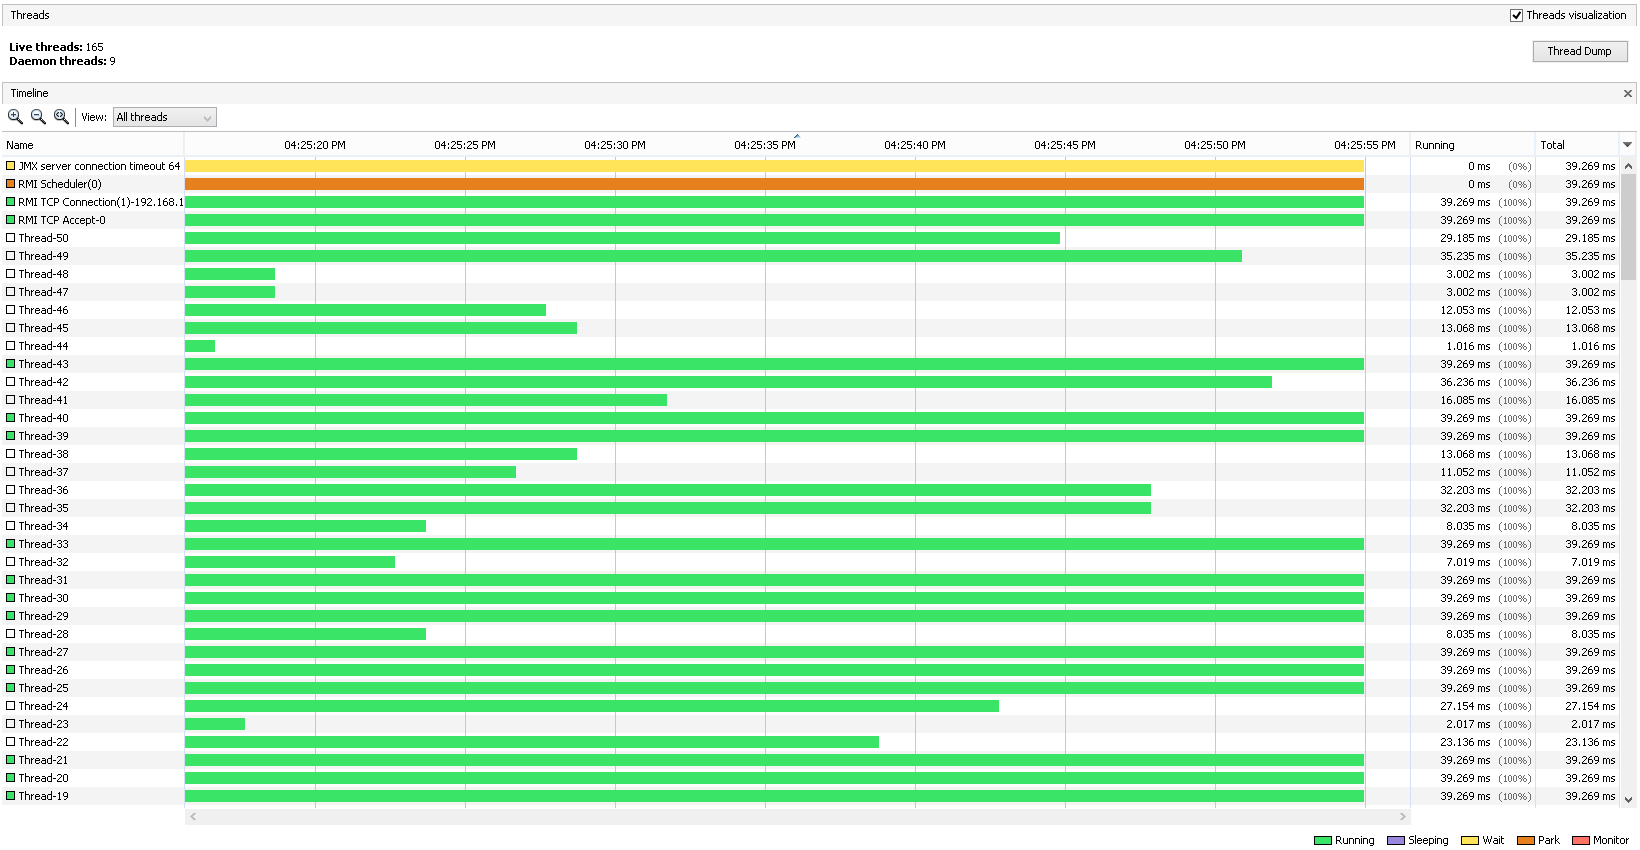 Threads
Threads visualization
Live threads: 165
Daemon threads: 9
Thread Dump
Timeline
View: All threads
Name 04:25:20 PM 04:25:25 PM 04:25:30 PM 04:25:35 PM 04:25:40 PM 04:25:45 PM 04:25:50 PM 04:25:55 PM Running Total
JMX server connection timeout 64 0 ms (0%) 39.269 ms
RMI Scheduler(0) 0 ms (0%) 39.269 ms
RMI TCP Connection(1)-192.168.1 39.269 ms (100%) 39.269 ms
RMI TCP Accept-0 39.269 ms (100%) 39.269 ms
Thread-50 29.185 ms (100%) 29.185 ms
Thread-49 35.235 ms (100%) 35.235 ms
Thread-48 3.002 ms (100%) 3.002 ms
Thread-47 3.002 ms (100%) 3.002 ms
Thread-46 12.053 ms (100%) 12.053 ms
Thread-45 13.068 ms (100%) 13.068 ms
Thread-44 1.016 ms (100%) 1.016 ms
Thread-43 39.269 ms (100%) 39.269 ms
Thread-42 36.236 ms (100%) 36.236 ms
Thread-41 16.085 ms (100%) 16.085 ms
Thread-40 39.269 ms (100%) 39.269 ms
Thread-39 39.269 ms (100%) 39.269 ms
Thread-38 13.068 ms (100%) 13.068 ms
Thread-37 11.052 ms (100%) 11.052 ms
Thread-36 32.203 ms (100%) 32.203 ms
Thread-35 32.203 ms (100%) 32.203 ms
Thread-34 8.035 ms (100%) 8.035 ms
Thread-33 39.269 ms (100%) 39.269 ms
Thread-32 7.019 ms (100%) 7.019 ms
Thread-31 39.269 ms (100%) 39.269 ms
Thread-30 39.269 ms (100%) 39.269 ms
Thread-29 39.269 ms (100%) 39.269 ms
Thread-28 8.035 ms (100%) 8.035 ms
Thread-27 39.269 ms (100%) 39.269 ms
Thread-26 39.269 ms (100%) 39.269 ms
Thread-25 39.269 ms (100%) 39.269 ms
Thread-24 27.154 ms (100%) 27.154 ms
Thread-23 2.017 ms (100%) 2.017 ms
Thread-22 23.136 ms (100%) 23.136 ms
Thread-21 39.269 ms (100%) 39.269 ms
Thread-20 39.269 ms (100%) 39.269 ms
Thread-19 39.269 ms (100%) 39.269 ms
Running Sleeping Wait Park Monitor